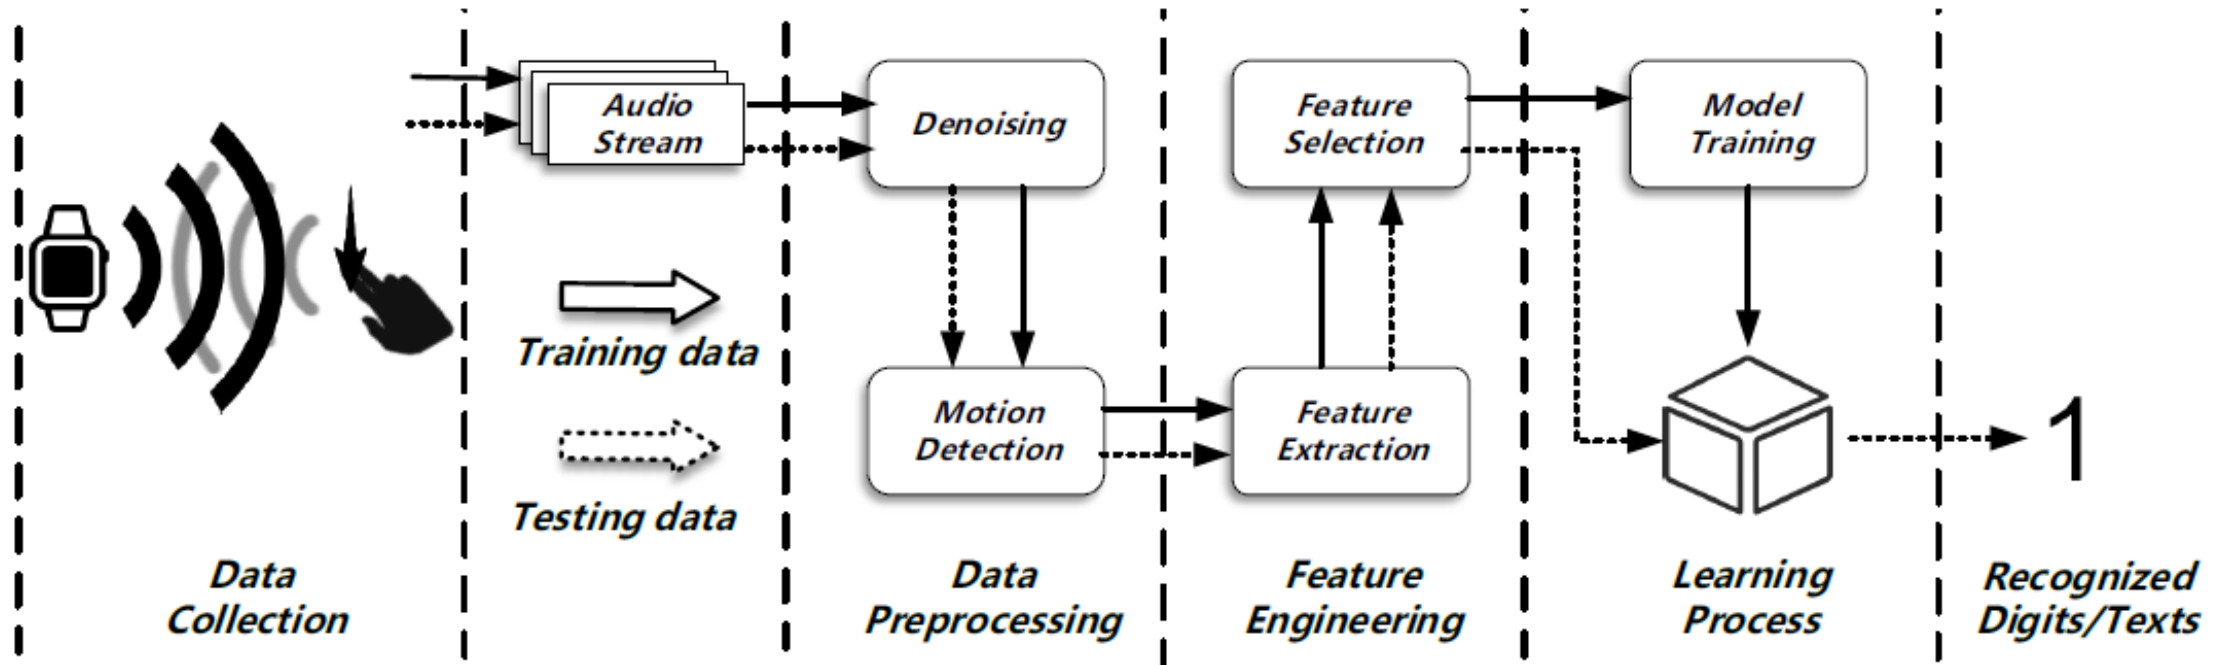 Audio
Stream
Training data
Testing data
Denoising
Motion
Detection
Feature
Selection
Feature
Extraction
Model
Training
1
Data
Collection
Data
Preprocessing
Feature
Engineering
Learning
Process
Recognized
Digits/Texts